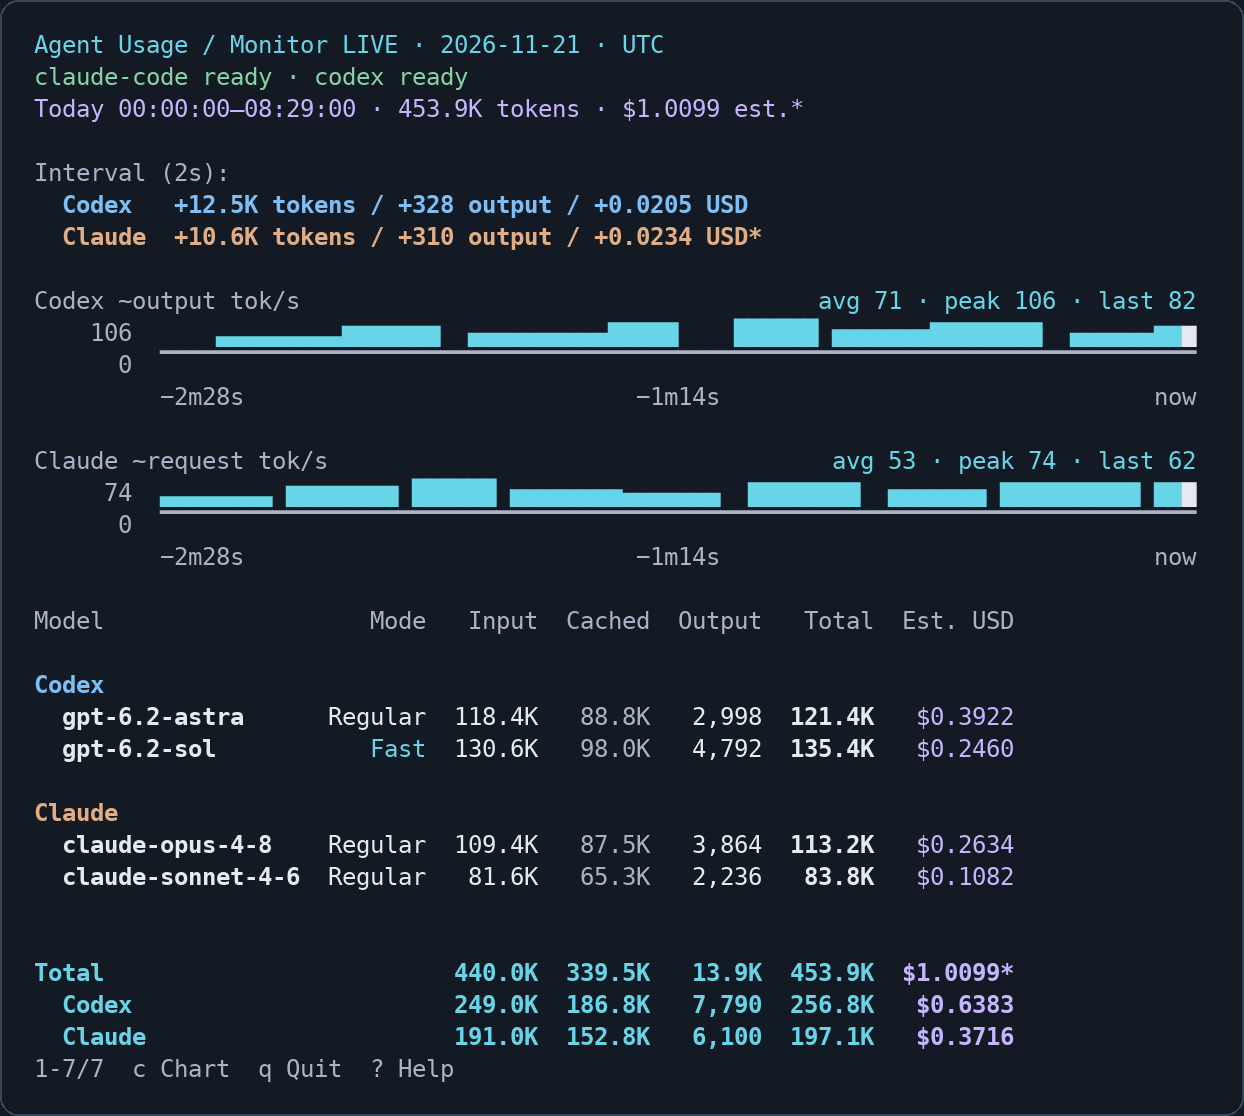 Agent Usage / Monitor LIVE · 2026-11-21 · UTC
claude-code ready · codex ready
Today 00:00:00–08:29:00 · 453.9K tokens · $1.0099 est.*
Interval (2s):
Codex +12.5K tokens / +328 output / +0.0205 USD
Claude +10.6K tokens / +310 output / +0.0234 USD*
Codex ~output tok/s avg 71 · peak 106 · last 82
106
0
−2m28s −1m14s now
Claude ~request tok/s avg 53 · peak 74 · last 62
74
0
−2m28s −1m14s now
Model Mode Input Cached Output Total Est. USD
Codex
gpt-6.2-astra Regular 118.4K 88.8K 2,998 121.4K $0.3922
gpt-6.2-sol Fast 130.6K 98.0K 4,792 135.4K $0.2460
Claude
claude-opus-4-8 Regular 109.4K 87.5K 3,864 113.2K $0.2634
claude-sonnet-4-6 Regular 81.6K 65.3K 2,236 83.8K $0.1082
Total 440.0K 339.5K 13.9K 453.9K $1.0099*
Codex 249.0K 186.8K 7,790 256.8K $0.6383
Claude 191.0K 152.8K 6,100 197.1K $0.3716
1-7/7 c Chart q Quit ? Help